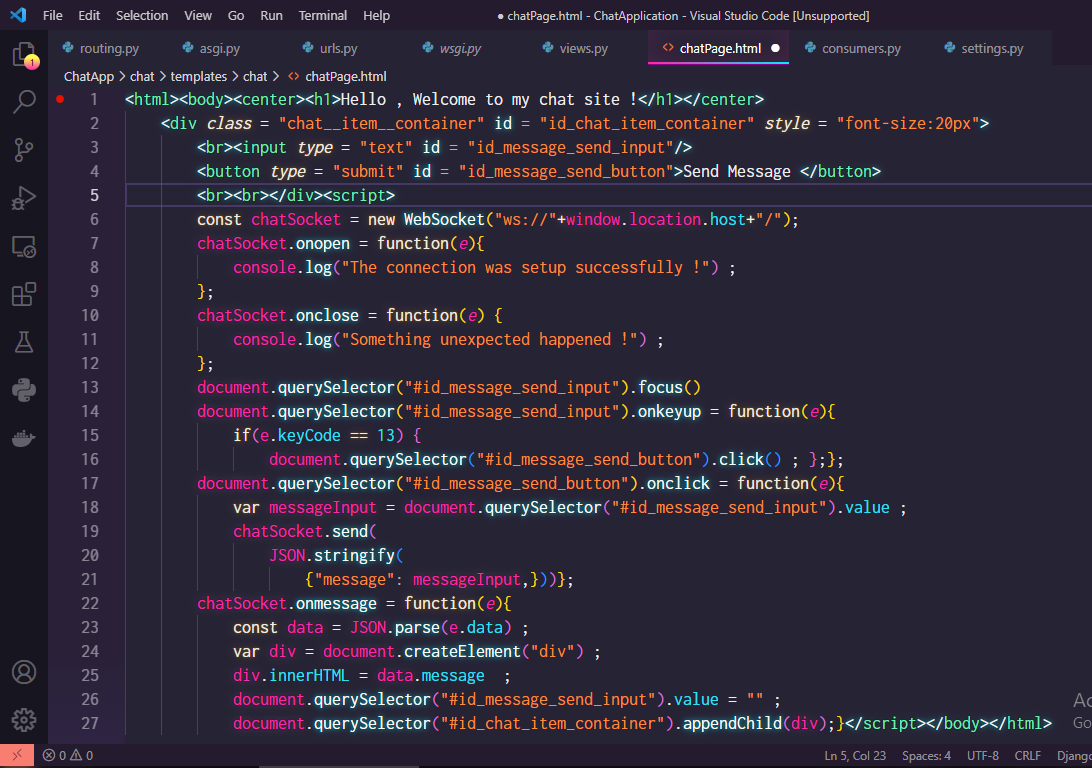 File Edit Selection View Go Run Terminal Help ● chatPage.html - ChatApplication - Visual Studio Code [Unsupported]
routing.py asgi.py urls.py wsgi.py views.py <> chatPage.html ● consumers.py settings.py
ChatApp > chat > templates > chat > <> chatPage.html
1
1 <html><body><center><h1>Hello , Welcome to my chat site !</h1></center>
2 <div class = "chat__item__container" id = "id_chat_item_container" style = "font-size:20px">
3 <br><input type = "text" id = "id_message_send_input"/>
4 <button type = "submit" id = "id_message_send_button">Send Message </button>
5 <br><br></div><script>
6 const chatSocket = new WebSocket("ws://"+window.location.host+"/");
7 chatSocket.onopen = function(e){
8 console.log("The connection was setup successfully !") ;
9 };
10 chatSocket.onclose = function(e) {
11 console.log("Something unexpected happened !") ;
12 };
13 document.querySelector("#id_message_send_input").focus()
14 document.querySelector("#id_message_send_input").onkeyup = function(e){
15 if(e.keyCode == 13) {
16 document.querySelector("#id_message_send_button").click() ; };};
17 document.querySelector("#id_message_send_button").onclick = function(e){
18 var messageInput = document.querySelector("#id_message_send_input").value ;
19 chatSocket.send(
20 JSON.stringify(
21 {"message": messageInput,}))};
22 chatSocket.onmessage = function(e){
23 const data = JSON.parse(e.data) ;
24 var div = document.createElement("div") ;
25 div.innerHTML = data.message  ;
26 document.querySelector("#id_message_send_input").value = "" ;
27 document.querySelector("#id_chat_item_container").appendChild(div);}</script></body></html>
0 0 Ln 5, Col 23 Spaces: 4 UTF-8 CRLF